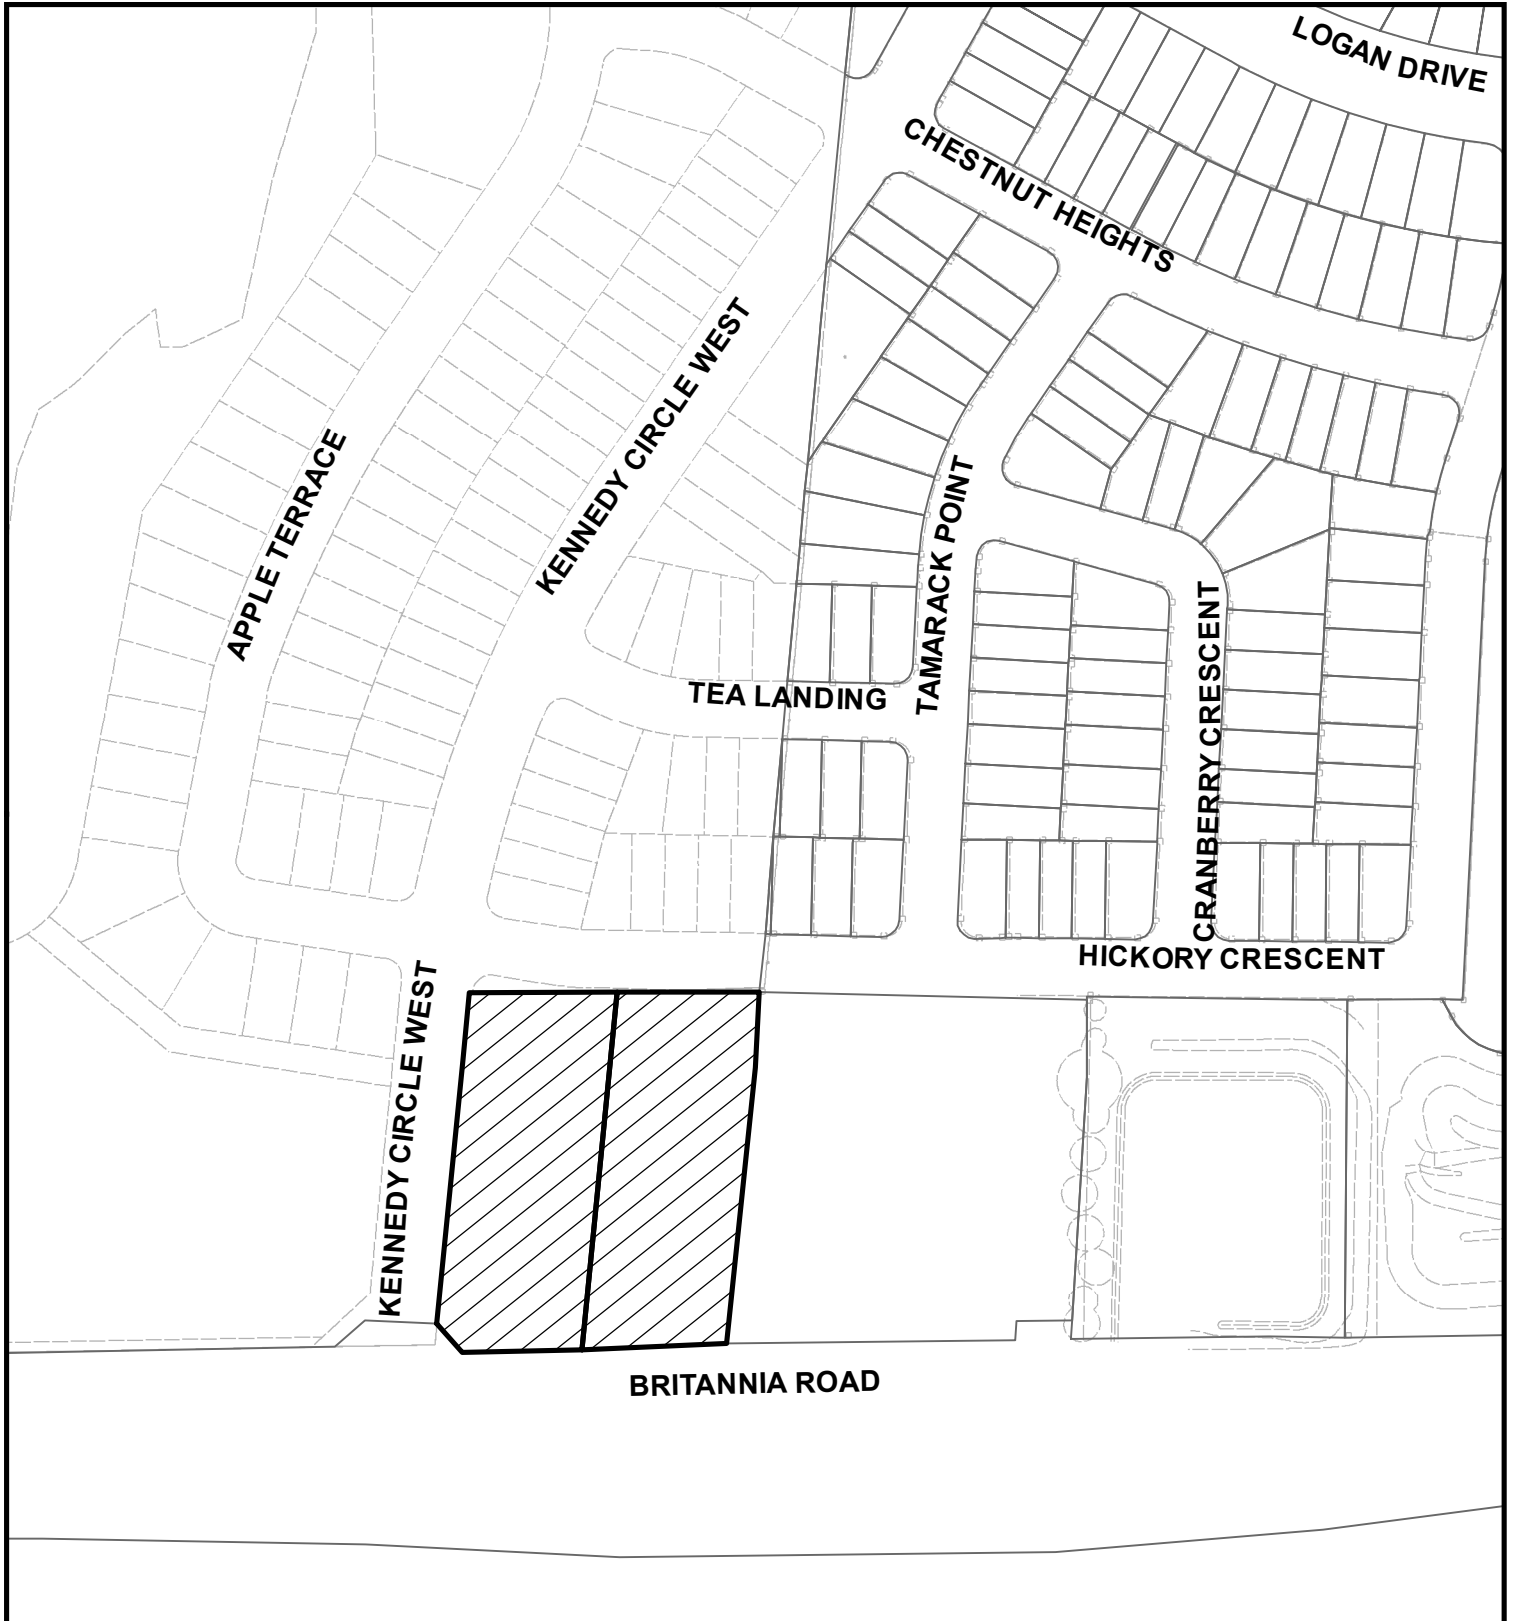 LOGAN DRIVE
CHESTNUT HEIGHTS
KENNEDY CIRCLE WEST
APPLE TERRACE
TAMARACK POINT
CRANBERRY CRESCENT
TEA LANDING
HICKORY CRESCENT
KENNEDY CIRCLE WEST
BRITANNIA ROAD